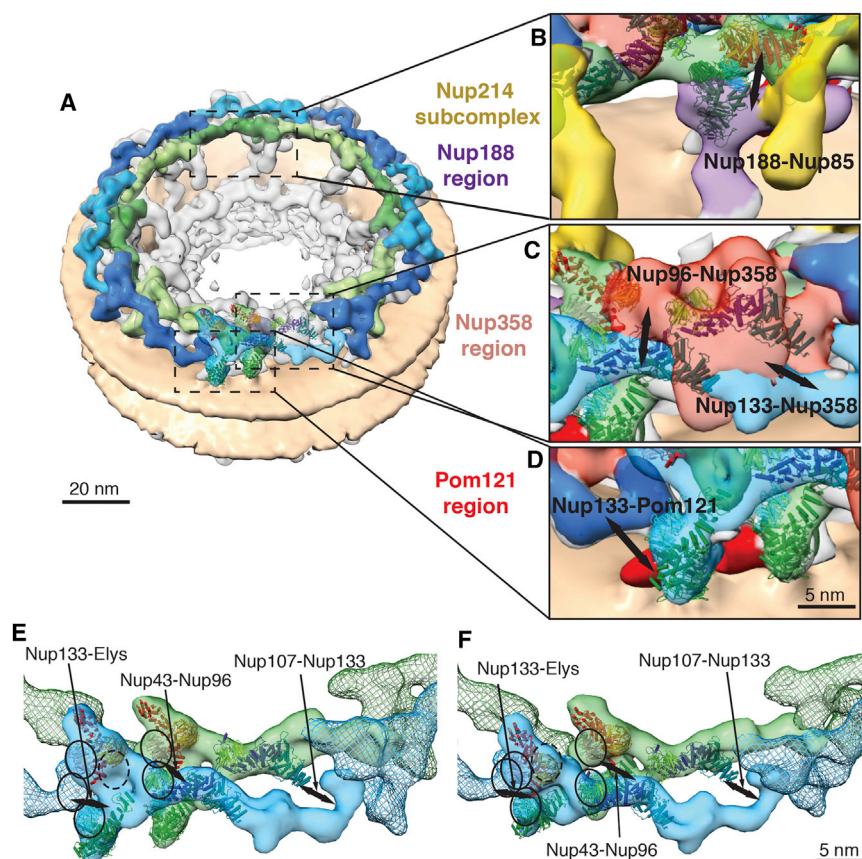 A
20 nm
Nup214
subcomplex
Nup188
region
Nup358
region
Pom121
region
B
Nup188-Nup85
C
Nup96-Nup358
Nup133-Nup358
D
Nup133-Pom121
5 nm
E
Nup133-Elys
Nup43-Nup96
Nup107-Nup133
F
Nup133-Elys
Nup107-Nup133
Nup43-Nup96
5 nm